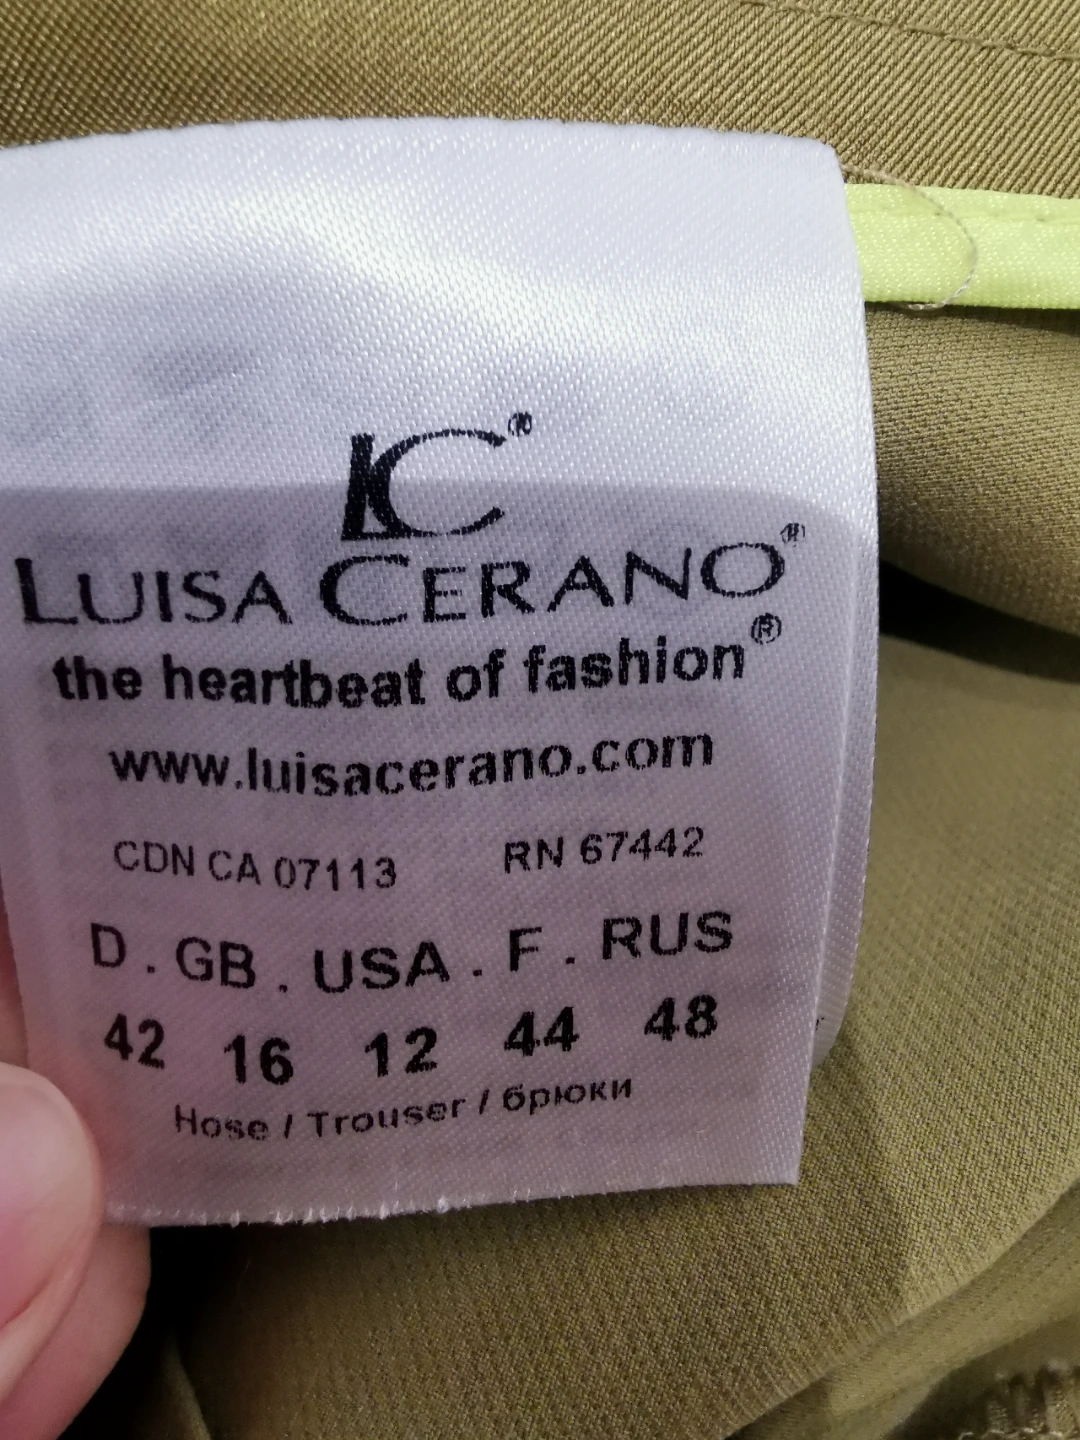 LC®
LUISA CERANO®
the heartbeat of fashion®
www.luisacerano.com
CDN CA 07113 RN 67442
D . GB . USA . F . RUS
42 16 12 44 48
Hose / Trouser / брюки